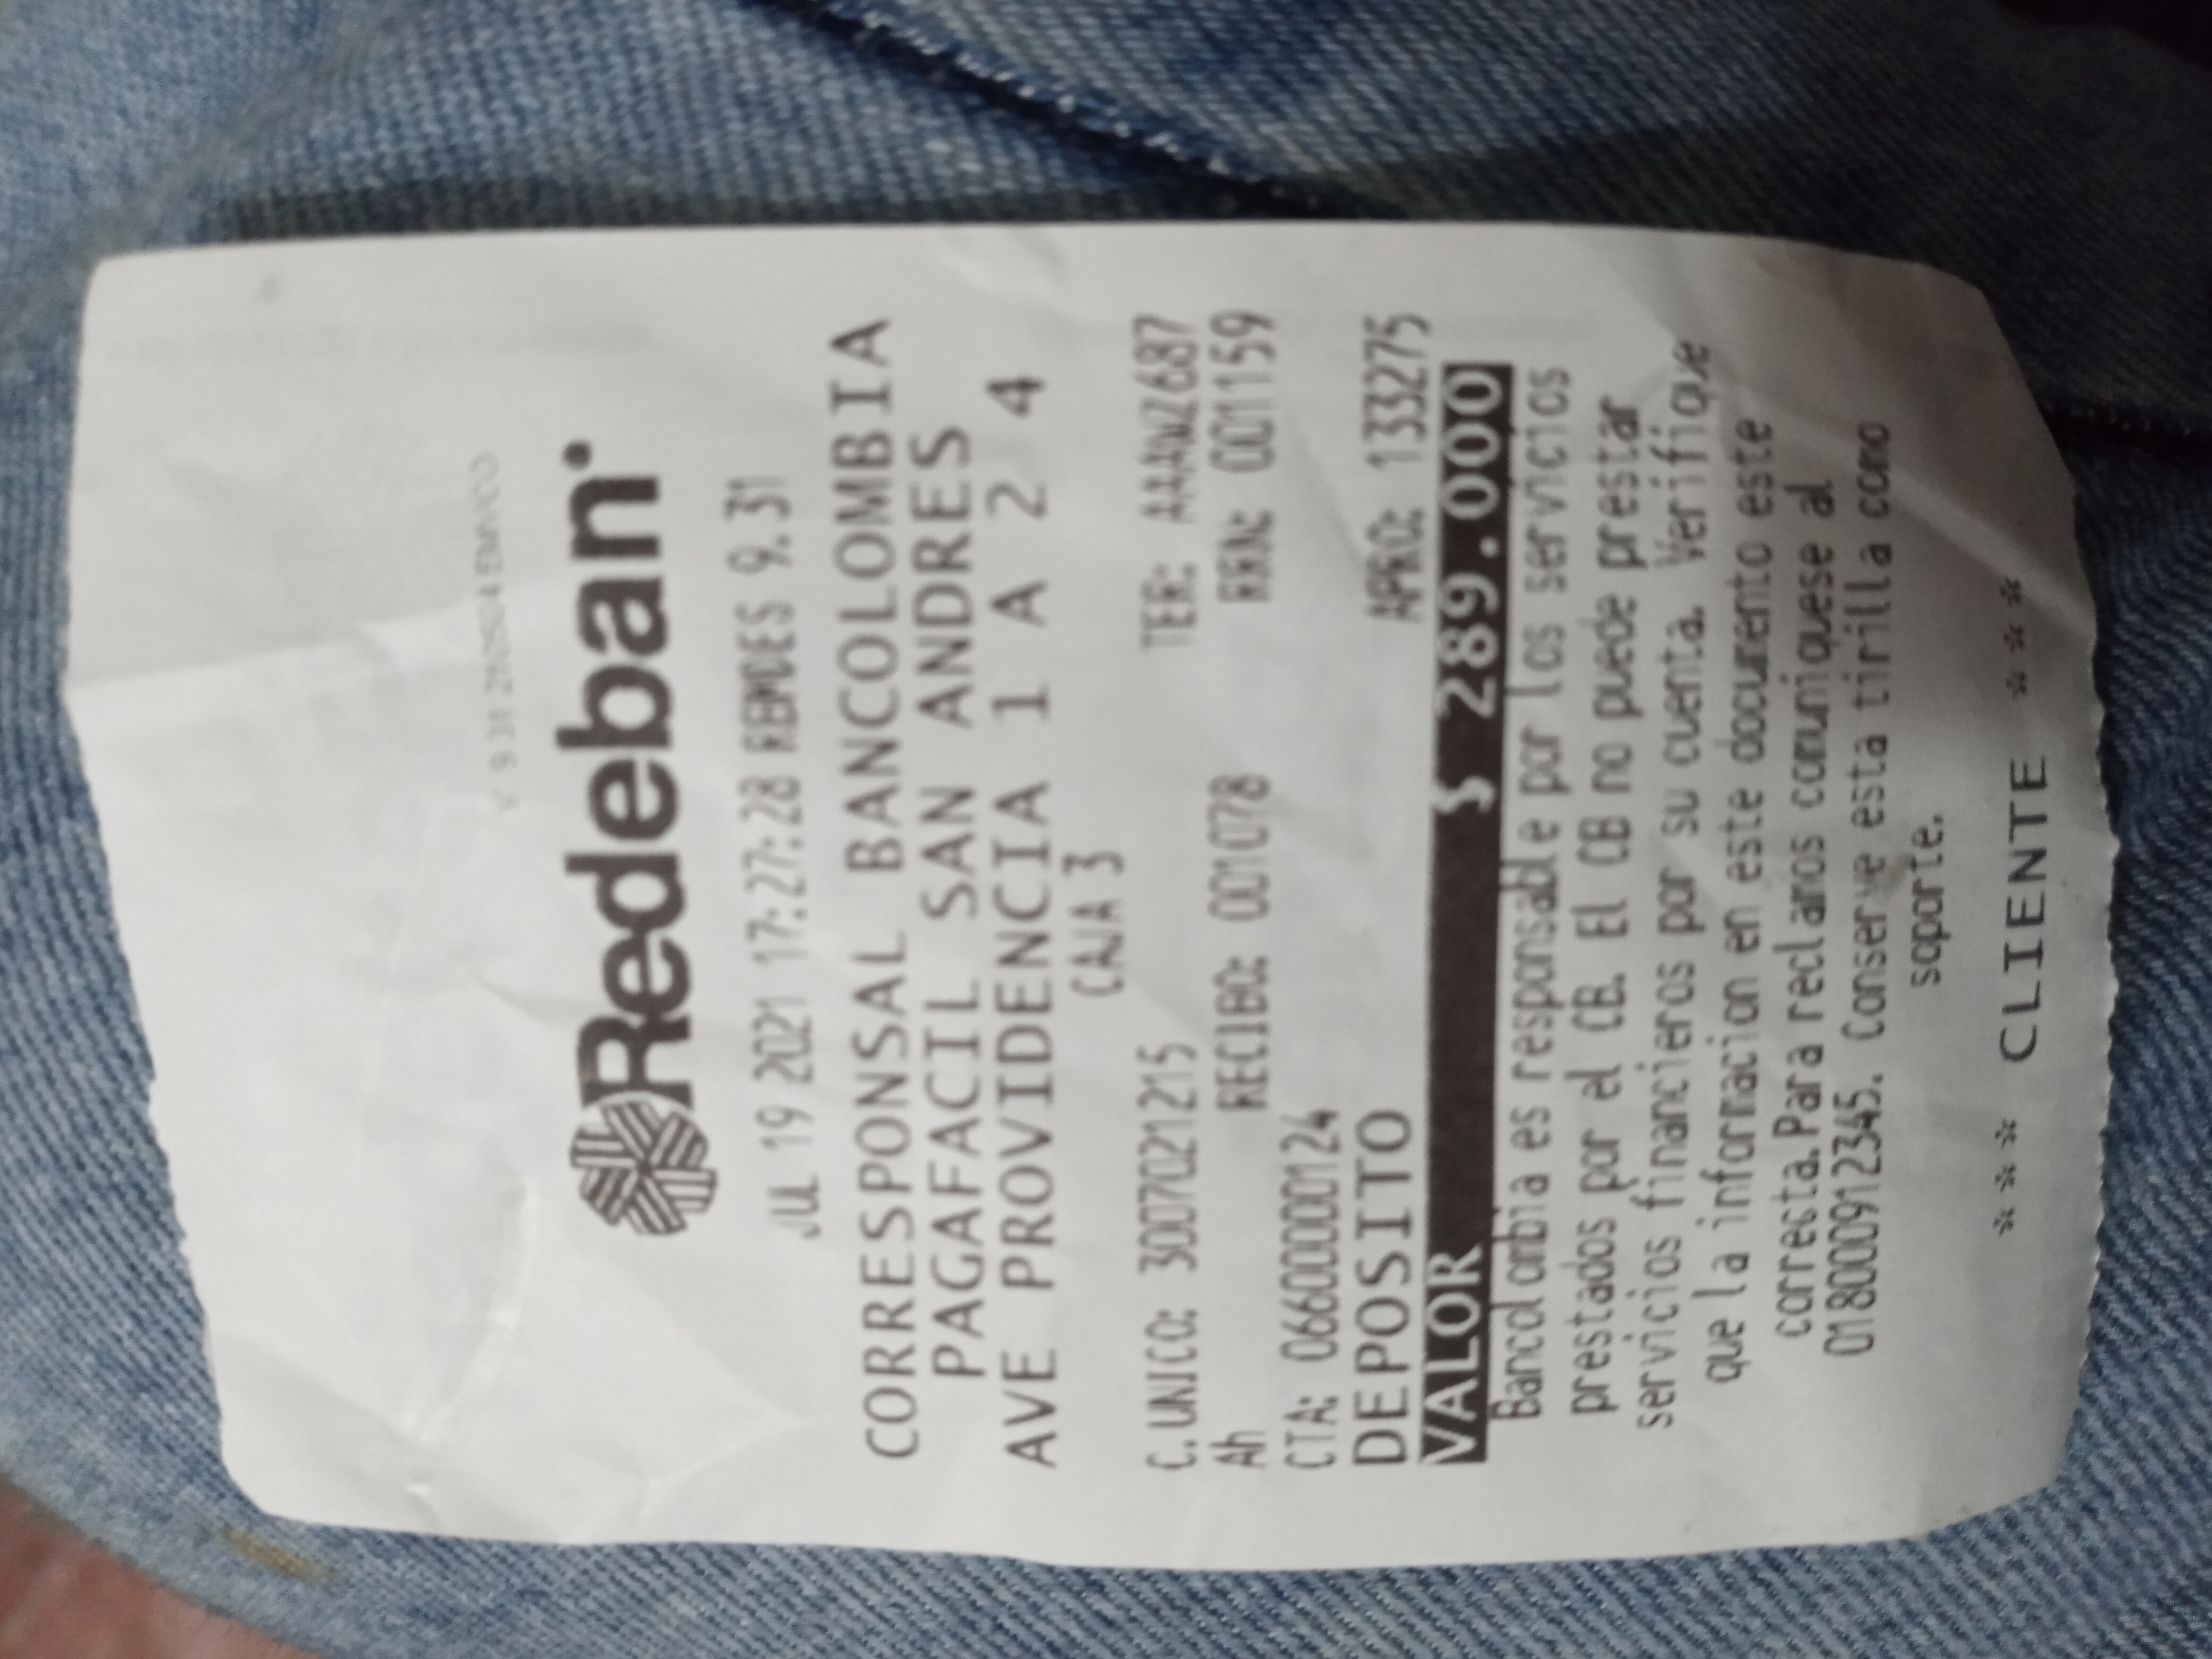 Redeban
JUL 19 2021 17:27:28 RBMDES 9.31
CORRESPONSAL BANCOLOMBIA
PAGAFACIL SAN ANDRES
AVE PROVIDENCIA 1 A 2 4
CAJA 3
C.UNICO: 3007021215 TER: AAAWZ687
Ah RECIBO: 001078 RRN: 001159
CTA: 06600000124
DEPOSITO APRO: 133275
VALOR $ 289.000
Bancolombia es responsable por los servicios
prestados por el CB. El CB no puede prestar
servicios financieros por su cuenta. Verifique
que la informacion en este documento este
correcta.Para reclamos comuniquese al
018000912345. Conserve esta tirilla como
soporte.
*** CLIENTE ***